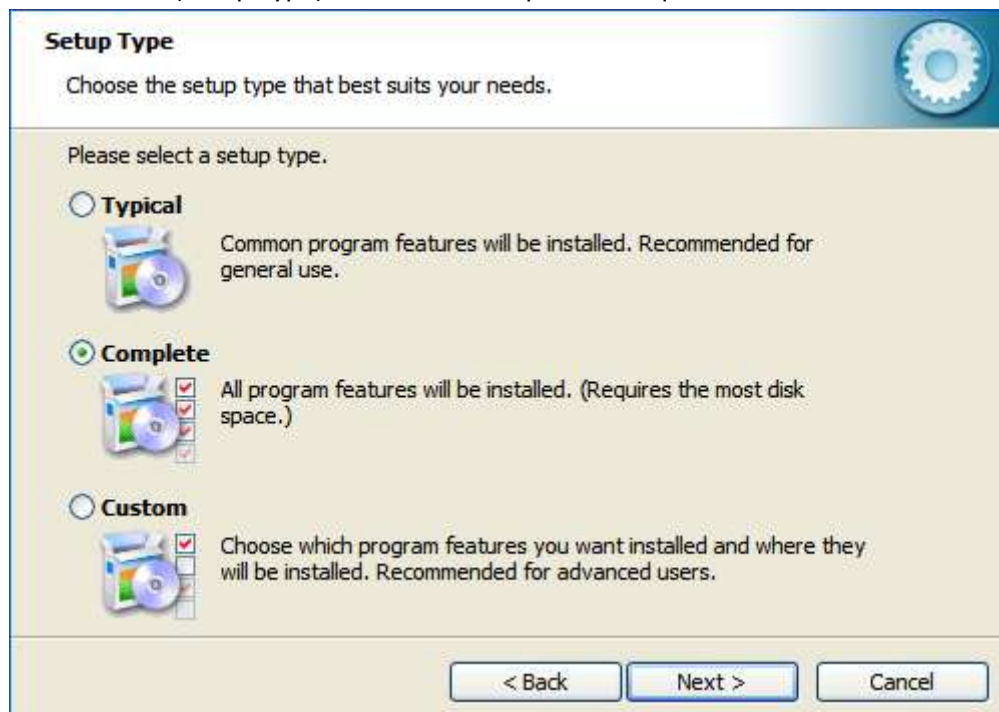 Setup Type
Choose the setup type that best suits your needs.
Please select a setup type.
Typical
Common program features will be installed. Recommended for
general use.
Complete
All program features will be installed. (Requires the most disk
space.)
Custom
Choose which program features you want installed and where they
will be installed. Recommended for advanced users.
< Back
Next >
Cancel